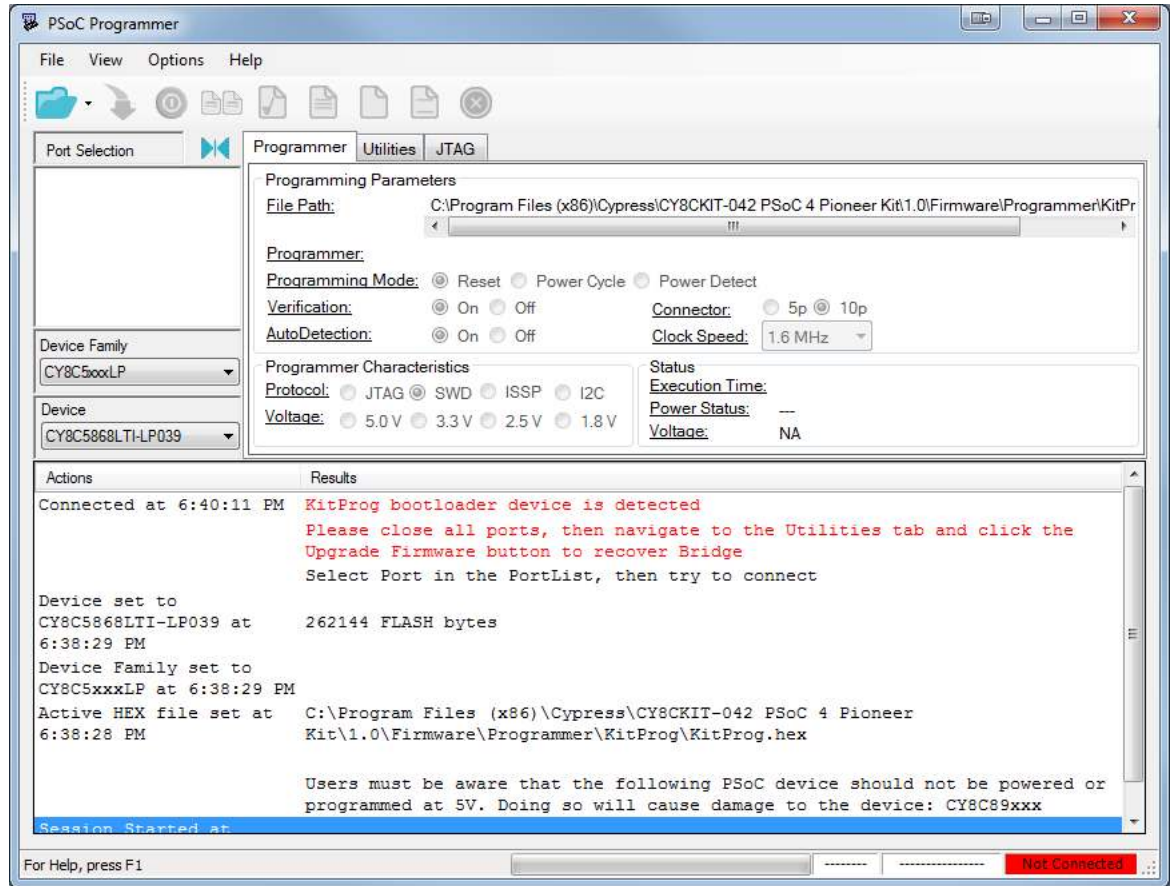 PSoC Programmer
File View Options Help
Port Selection
Programmer Utilities JTAG
Programming Parameters
File Path: C:\Program Files (x86)\Cypress\CY8CKIT-042 PSoC 4 Pioneer Kit\1.0\Firmware\Programmer\KitPr
Programmer:
Programming Mode: Reset Power Cycle Power Detect
Verification: On Off Connector: 5p 10p
AutoDetection: On Off Clock Speed: 1.6 MHz
Device Family
CY8C5xxxLP
Device
CY8C5868LTI-LP039
Programmer Characteristics
Protocol: JTAG SWD ISSP I2C
Voltage: 5.0 V 3.3 V 2.5 V 1.8 V
Status
Execution Time:
Power Status: ---
Voltage: NA
Actions Results
Connected at 6:40:11 PM KitProg bootloader device is detected
Please close all ports, then navigate to the Utilities tab and click the
Upgrade Firmware button to recover Bridge
Select Port in the PortList, then try to connect
Device set to
CY8C5868LTI-LP039 at 262144 FLASH bytes
6:38:29 PM
Device Family set to
CY8C5xxxLP at 6:38:29 PM
Active HEX file set at C:\Program Files (x86)\Cypress\CY8CKIT-042 PSoC 4 Pioneer
6:38:28 PM Kit\1.0\Firmware\Programmer\KitProg\KitProg.hex
Users must be aware that the following PSoC device should not be powered or
programmed at 5V. Doing so will cause damage to the device: CY8C89xxx
Session Started at
For Help, press F1 -------- ---------------- Not Connected